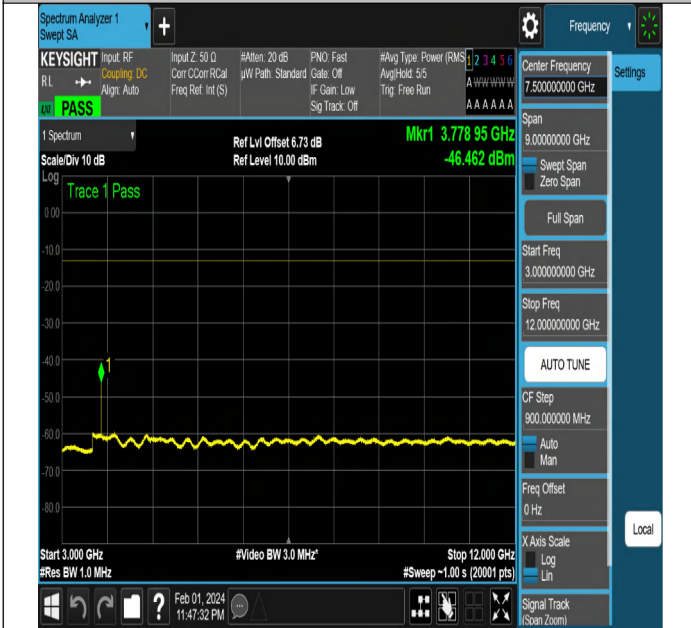 Spectrum Analyzer 1
Swept SA
+
Frequency
KEYSIGHT
RL
PASS
Input: RF
Coupling: DC
Align: Auto
Input Z: 50 Ω
Corr CCorr RCal
Freq Ref: Int (S)
#Atten: 20 dB
µW Path: Standard
PNO: Fast
Gate: Off
IF Gain: Low
Sig Track: Off
#Avg Type: Power (RMS
Avg|Hold: 5/5
Trig: Free Run
1 2 3 4 5 6
A W W W W W
A A A A A A
1 Spectrum
Scale/Div 10 dB
Ref Lvl Offset 6.73 dB
Ref Level 10.00 dBm
Mkr1 3.778 95 GHz
-46.462 dBm
Log
Trace 1 Pass
0.00
-10.0
-20.0
-30.0
-40.0
-50.0
-60.0
-70.0
-80.0
1
Start 3.000 GHz
#Res BW 1.0 MHz
#Video BW 3.0 MHz*
Stop 12.000 GHz
#Sweep ~1.00 s (20001 pts)
Feb 01, 2024
11:47:32 PM
?
Center Frequency
7.500000000 GHz
Span
9.00000000 GHz
Swept Span
Zero Span
Full Span
Start Freq
3.000000000 GHz
Stop Freq
12.000000000 GHz
AUTO TUNE
CF Step
900.000000 MHz
Auto
Man
Freq Offset
0 Hz
X Axis Scale
Log
Lin
Signal Track
(Span Zoom)
Settings
Local